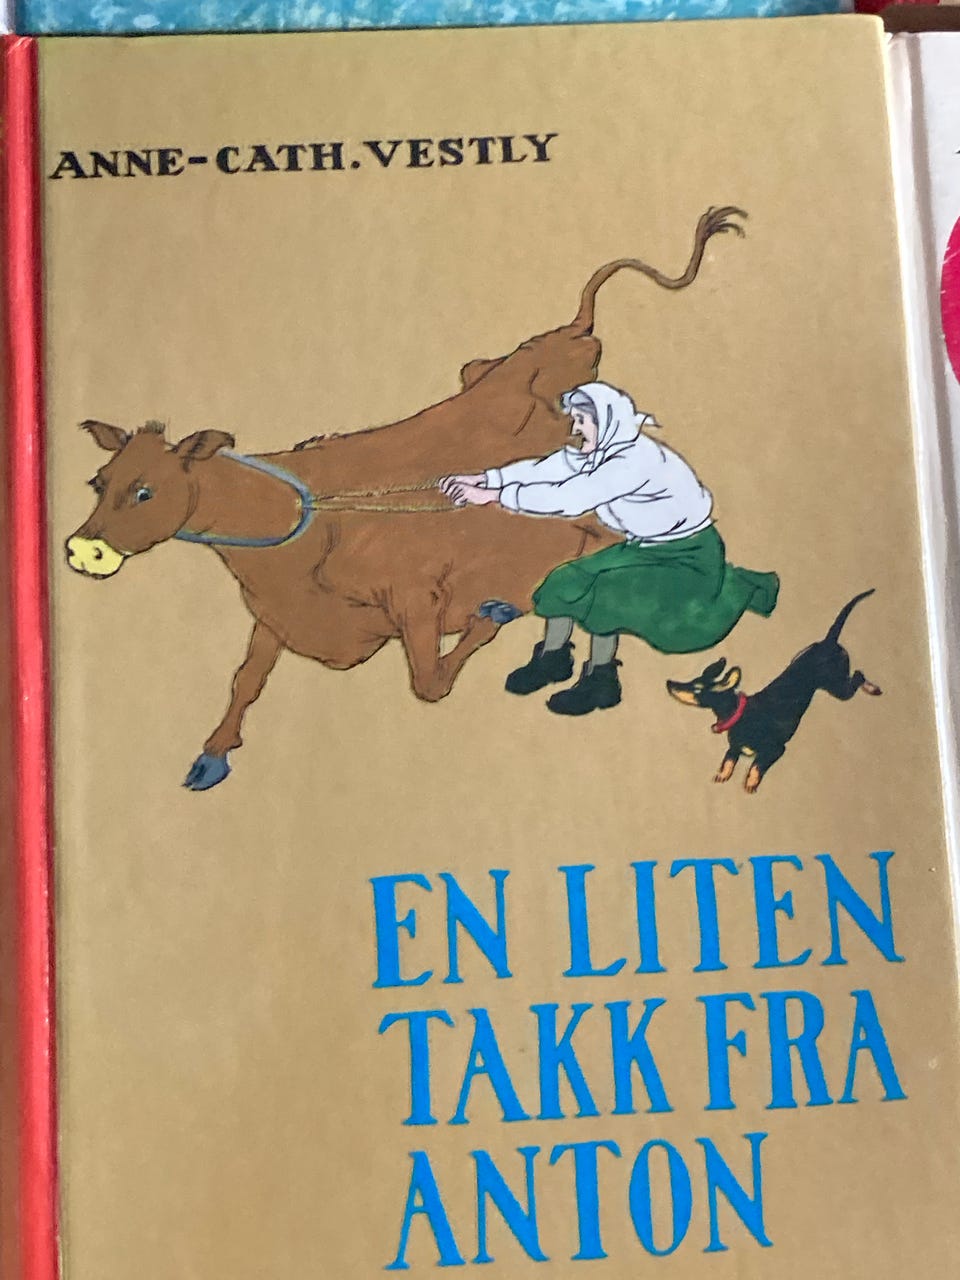 ANNE-CATH. VESTLY
EN LITEN
TAKK FRA
ANTON